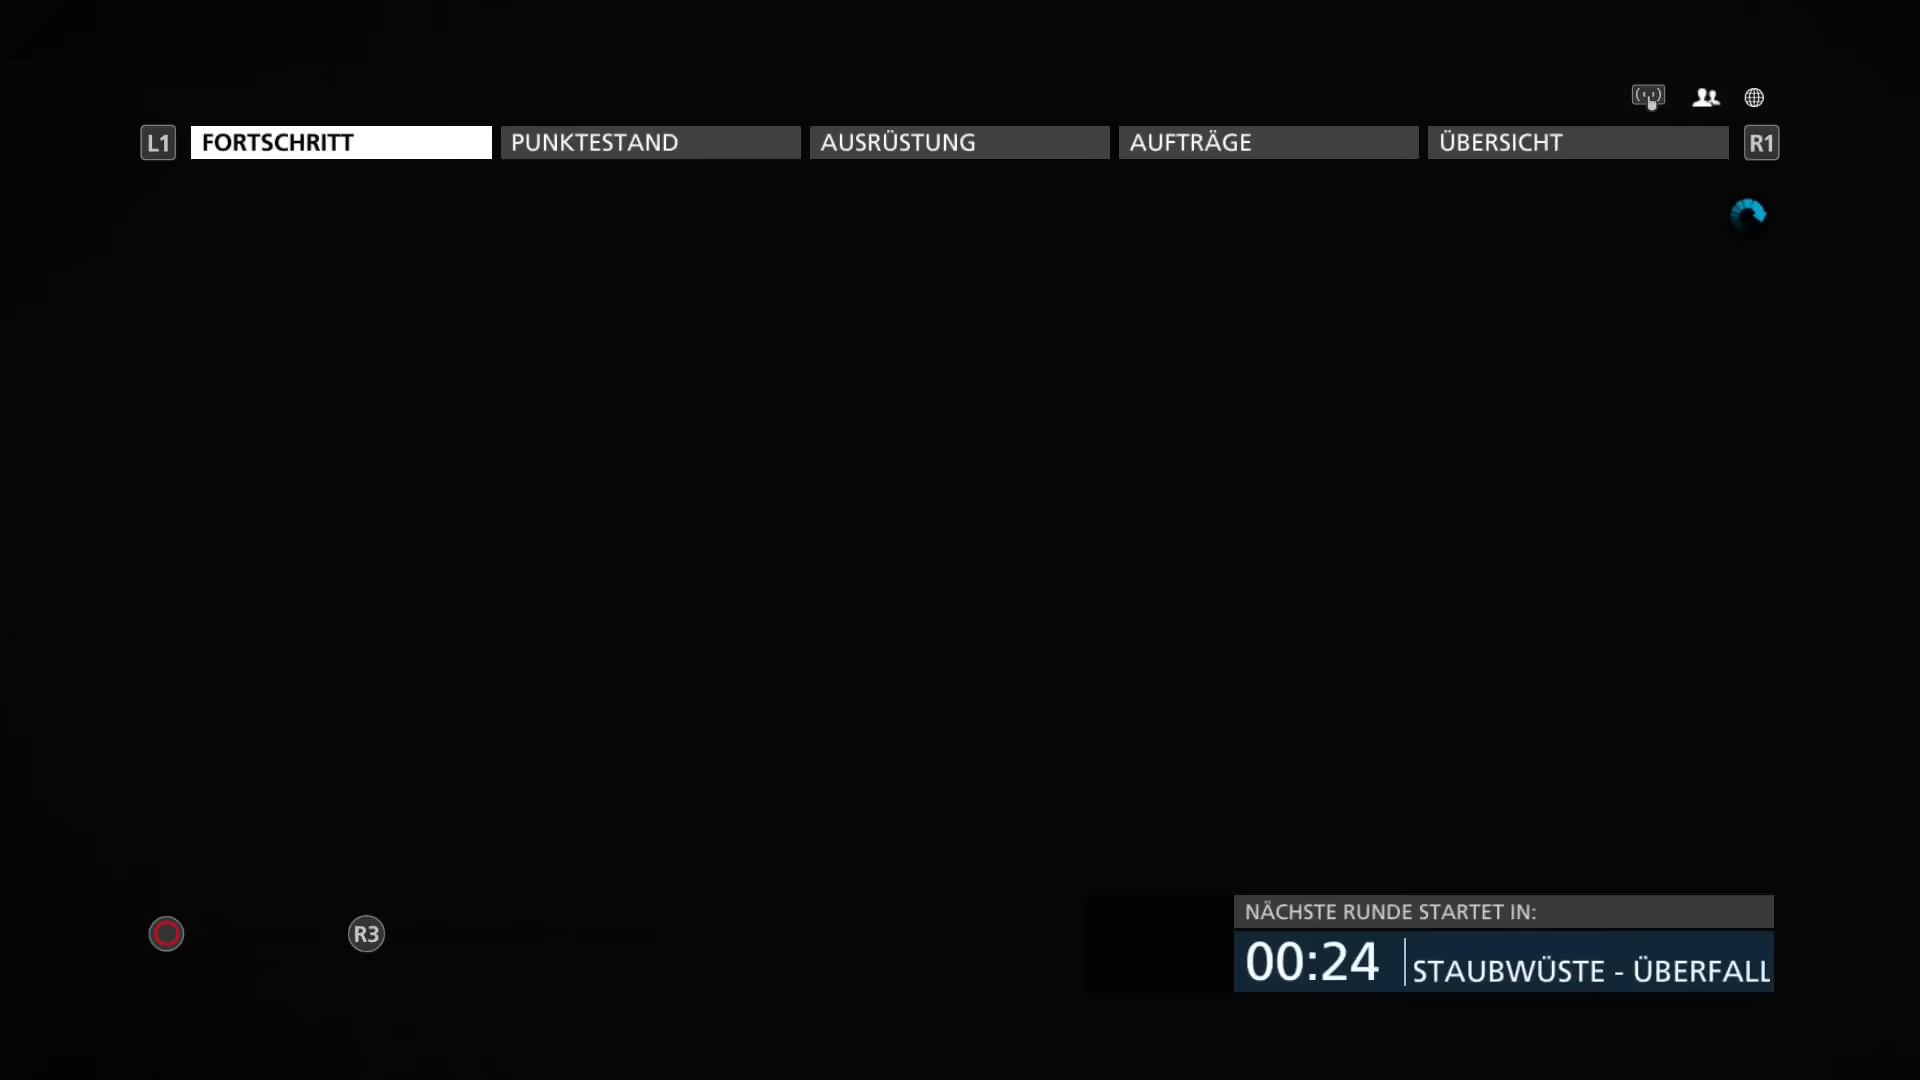 L1 FORTSCHRITT PUNKTESTAND AUSRÜSTUNG AUFTRÄGE ÜBERSICHT R1
R3
NÄCHSTE RUNDE STARTET IN:
00:24 STAUBWÜSTE - ÜBERFALL